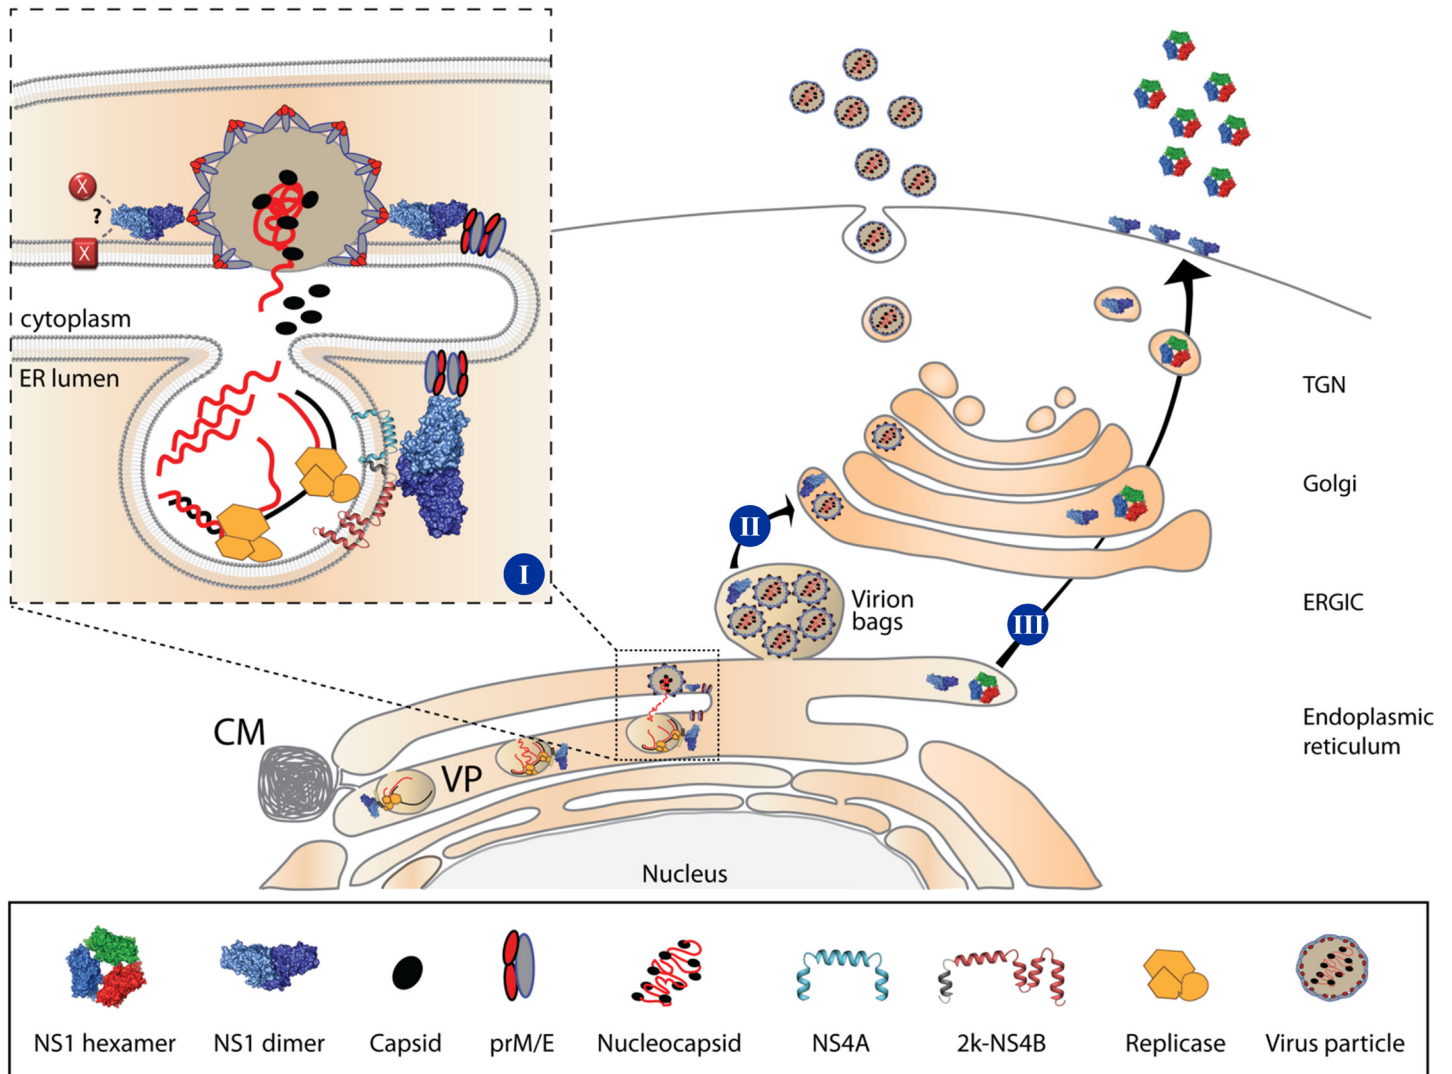 X
?
X
cytoplasm
ER lumen
I
II
III
TGN
Golgi
ERGIC
Endoplasmic
reticulum
Virion
bags
CM
VP
Nucleus
NS1 hexamer
NS1 dimer
Capsid
prM/E
Nucleocapsid
NS4A
2k-NS4B
Replicase
Virus particle